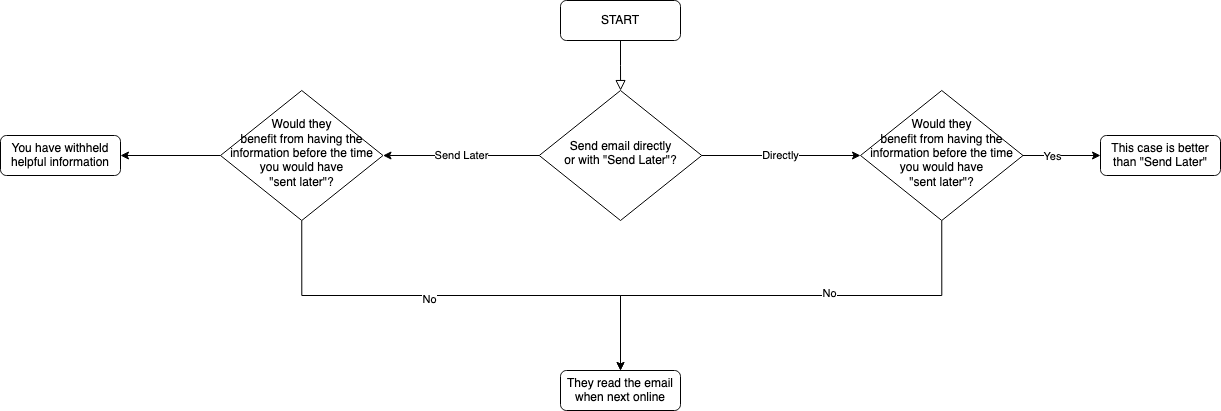 START
Send email directly
or with "Send Later"?
Send Later
Directly
Would they
benefit from having the
information before the time
you would have
"sent later"?
You have withheld
helpful information
Would they
benefit from having the
information before the time
you would have
"sent later"?
Yes
This case is better
than "Send Later"
No
No
They read the email
when next online